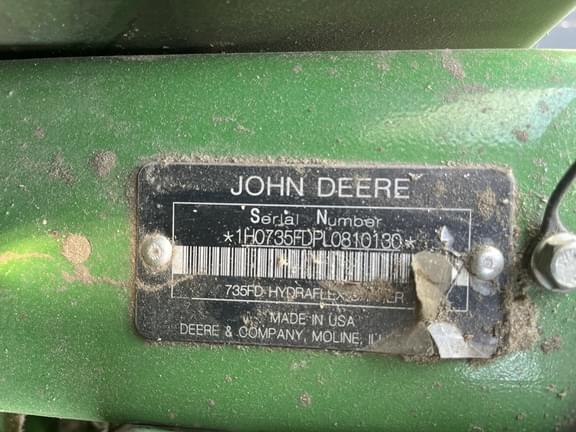 JOHN DEERE
Serial Number
*1H0735FDPL0810130*
735FD HYDRAFLEX
MADE IN USA
DEERE & COMPANY, MOLINE,